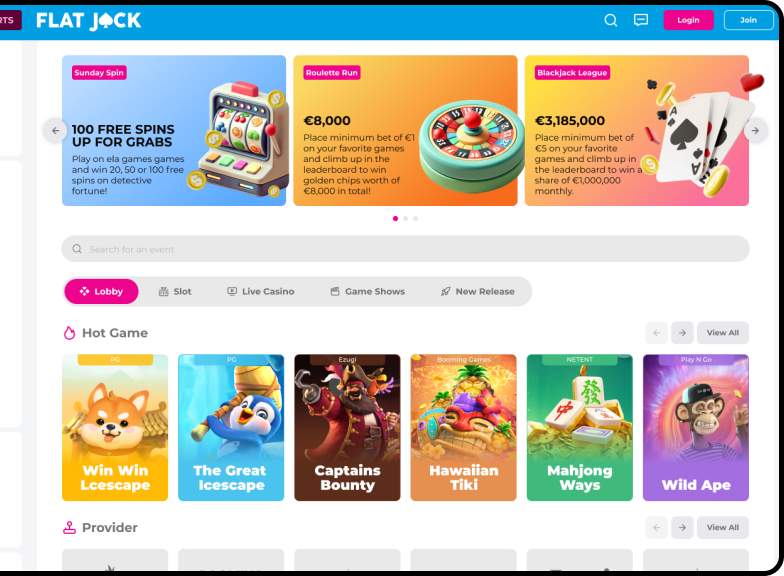 RTS
FLAT JACK
Login
Join
Sunday Spin
100 FREE SPINS
UP FOR GRABS
Play on ela games games
and win 20, 50 or 100 free
spins on detective
fortune!
Roulette Run
€8,000
Place minimum bet of €1
on your favorite games
and climb up in the
leaderboard to win
golden chips worth of
€8,000 in total!
Blackjack League
€3,185,000
Place minimum bet of
€5 on your favorite
games and climb up in
the leaderboard to win a
share of €1,000,000
monthly.
Search for an event
Lobby
Slot
Live Casino
Game Shows
New Release
Hot Game
View All
PG
Win Win
Lcescape
PG
The Great
Icescape
Ezugi
Captains
Bounty
Booming Games
Hawaiian
Tiki
NETENT
發
中
Mahjong
Ways
Play N Go
Wild Ape
Provider
View All